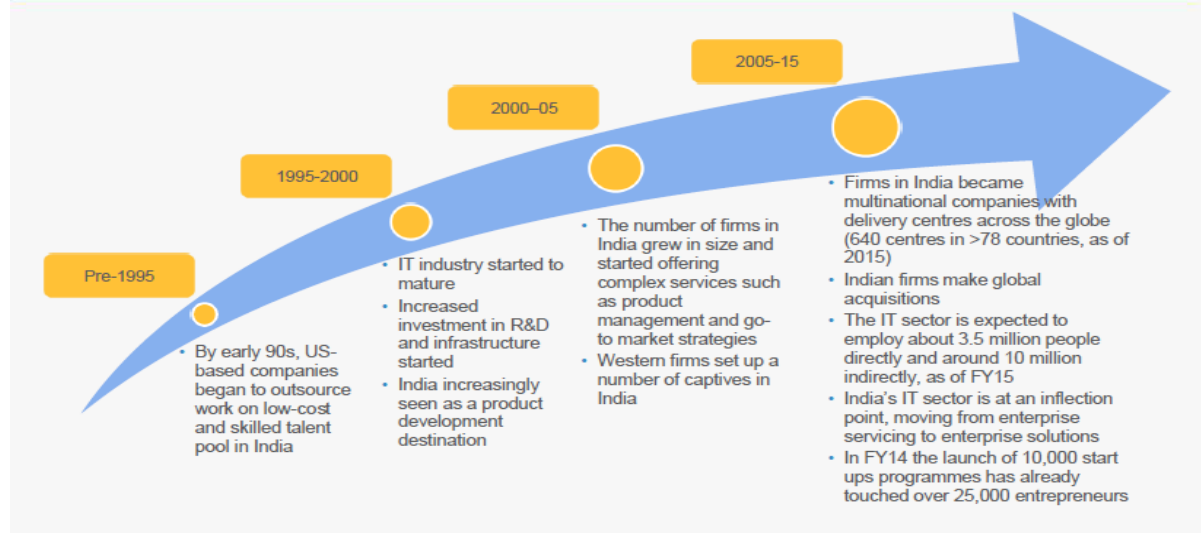 Pre-1995
• By early 90s, US-
based companies
began to outsource
work on low-cost
and skilled talent
pool in India
1995-2000
• IT industry started to
mature
• Increased
investment in R&D
and infrastructure
started
• India increasingly
seen as a product
development
destination
2000–05
• The number of firms in
India grew in size and
started offering
complex services such
as product
management and go-
to market strategies
• Western firms set up a
number of captives in
India
2005-15
• Firms in India became
multinational companies with
delivery centres across the globe
(640 centres in >78 countries, as of
2015)
• Indian firms make global
acquisitions
• The IT sector is expected to
employ about 3.5 million people
directly and around 10 million
indirectly, as of FY15
• India’s IT sector is at an inflection
point, moving from enterprise
servicing to enterprise solutions
• In FY14 the launch of 10,000 start
ups programmes has already
touched over 25,000 entrepreneurs